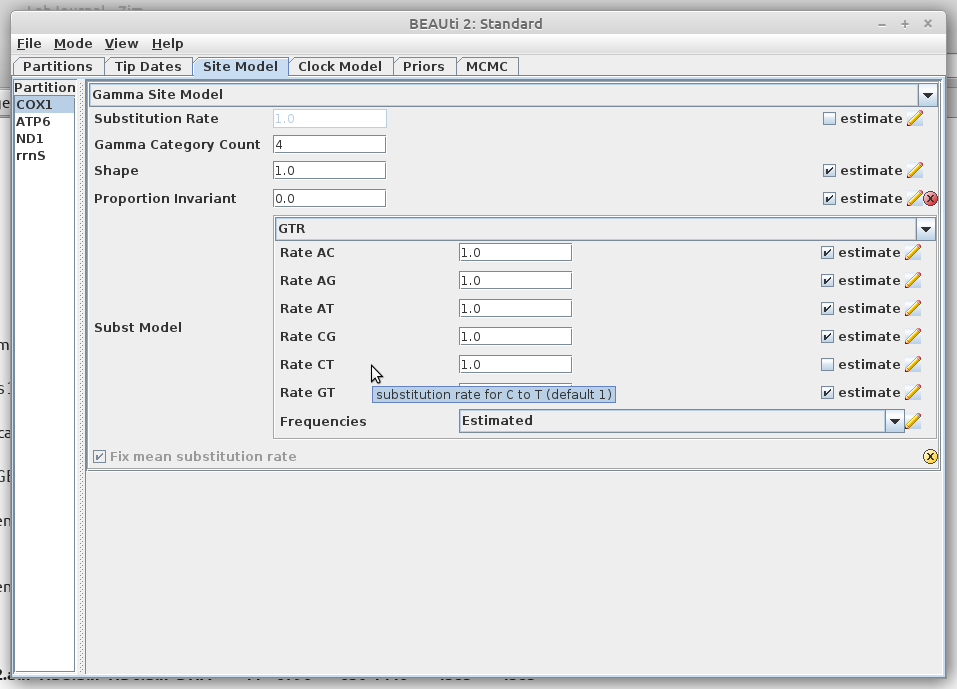 BEAUti 2: Standard
File Mode View Help
Partitions Tip Dates Site Model Clock Model Priors MCMC
Partition
COX1
ATP6
ND1
rrnS
Gamma Site Model
Substitution Rate 1.0 estimate
Gamma Category Count 4
Shape 1.0 estimate
Proportion Invariant 0.0 estimate
Subst Model
GTR
Rate AC 1.0 estimate
Rate AG 1.0 estimate
Rate AT 1.0 estimate
Rate CG 1.0 estimate
Rate CT 1.0 estimate
substitution rate for C to T (default 1)
Rate GT estimate
Frequencies Estimated
Fix mean substitution rate